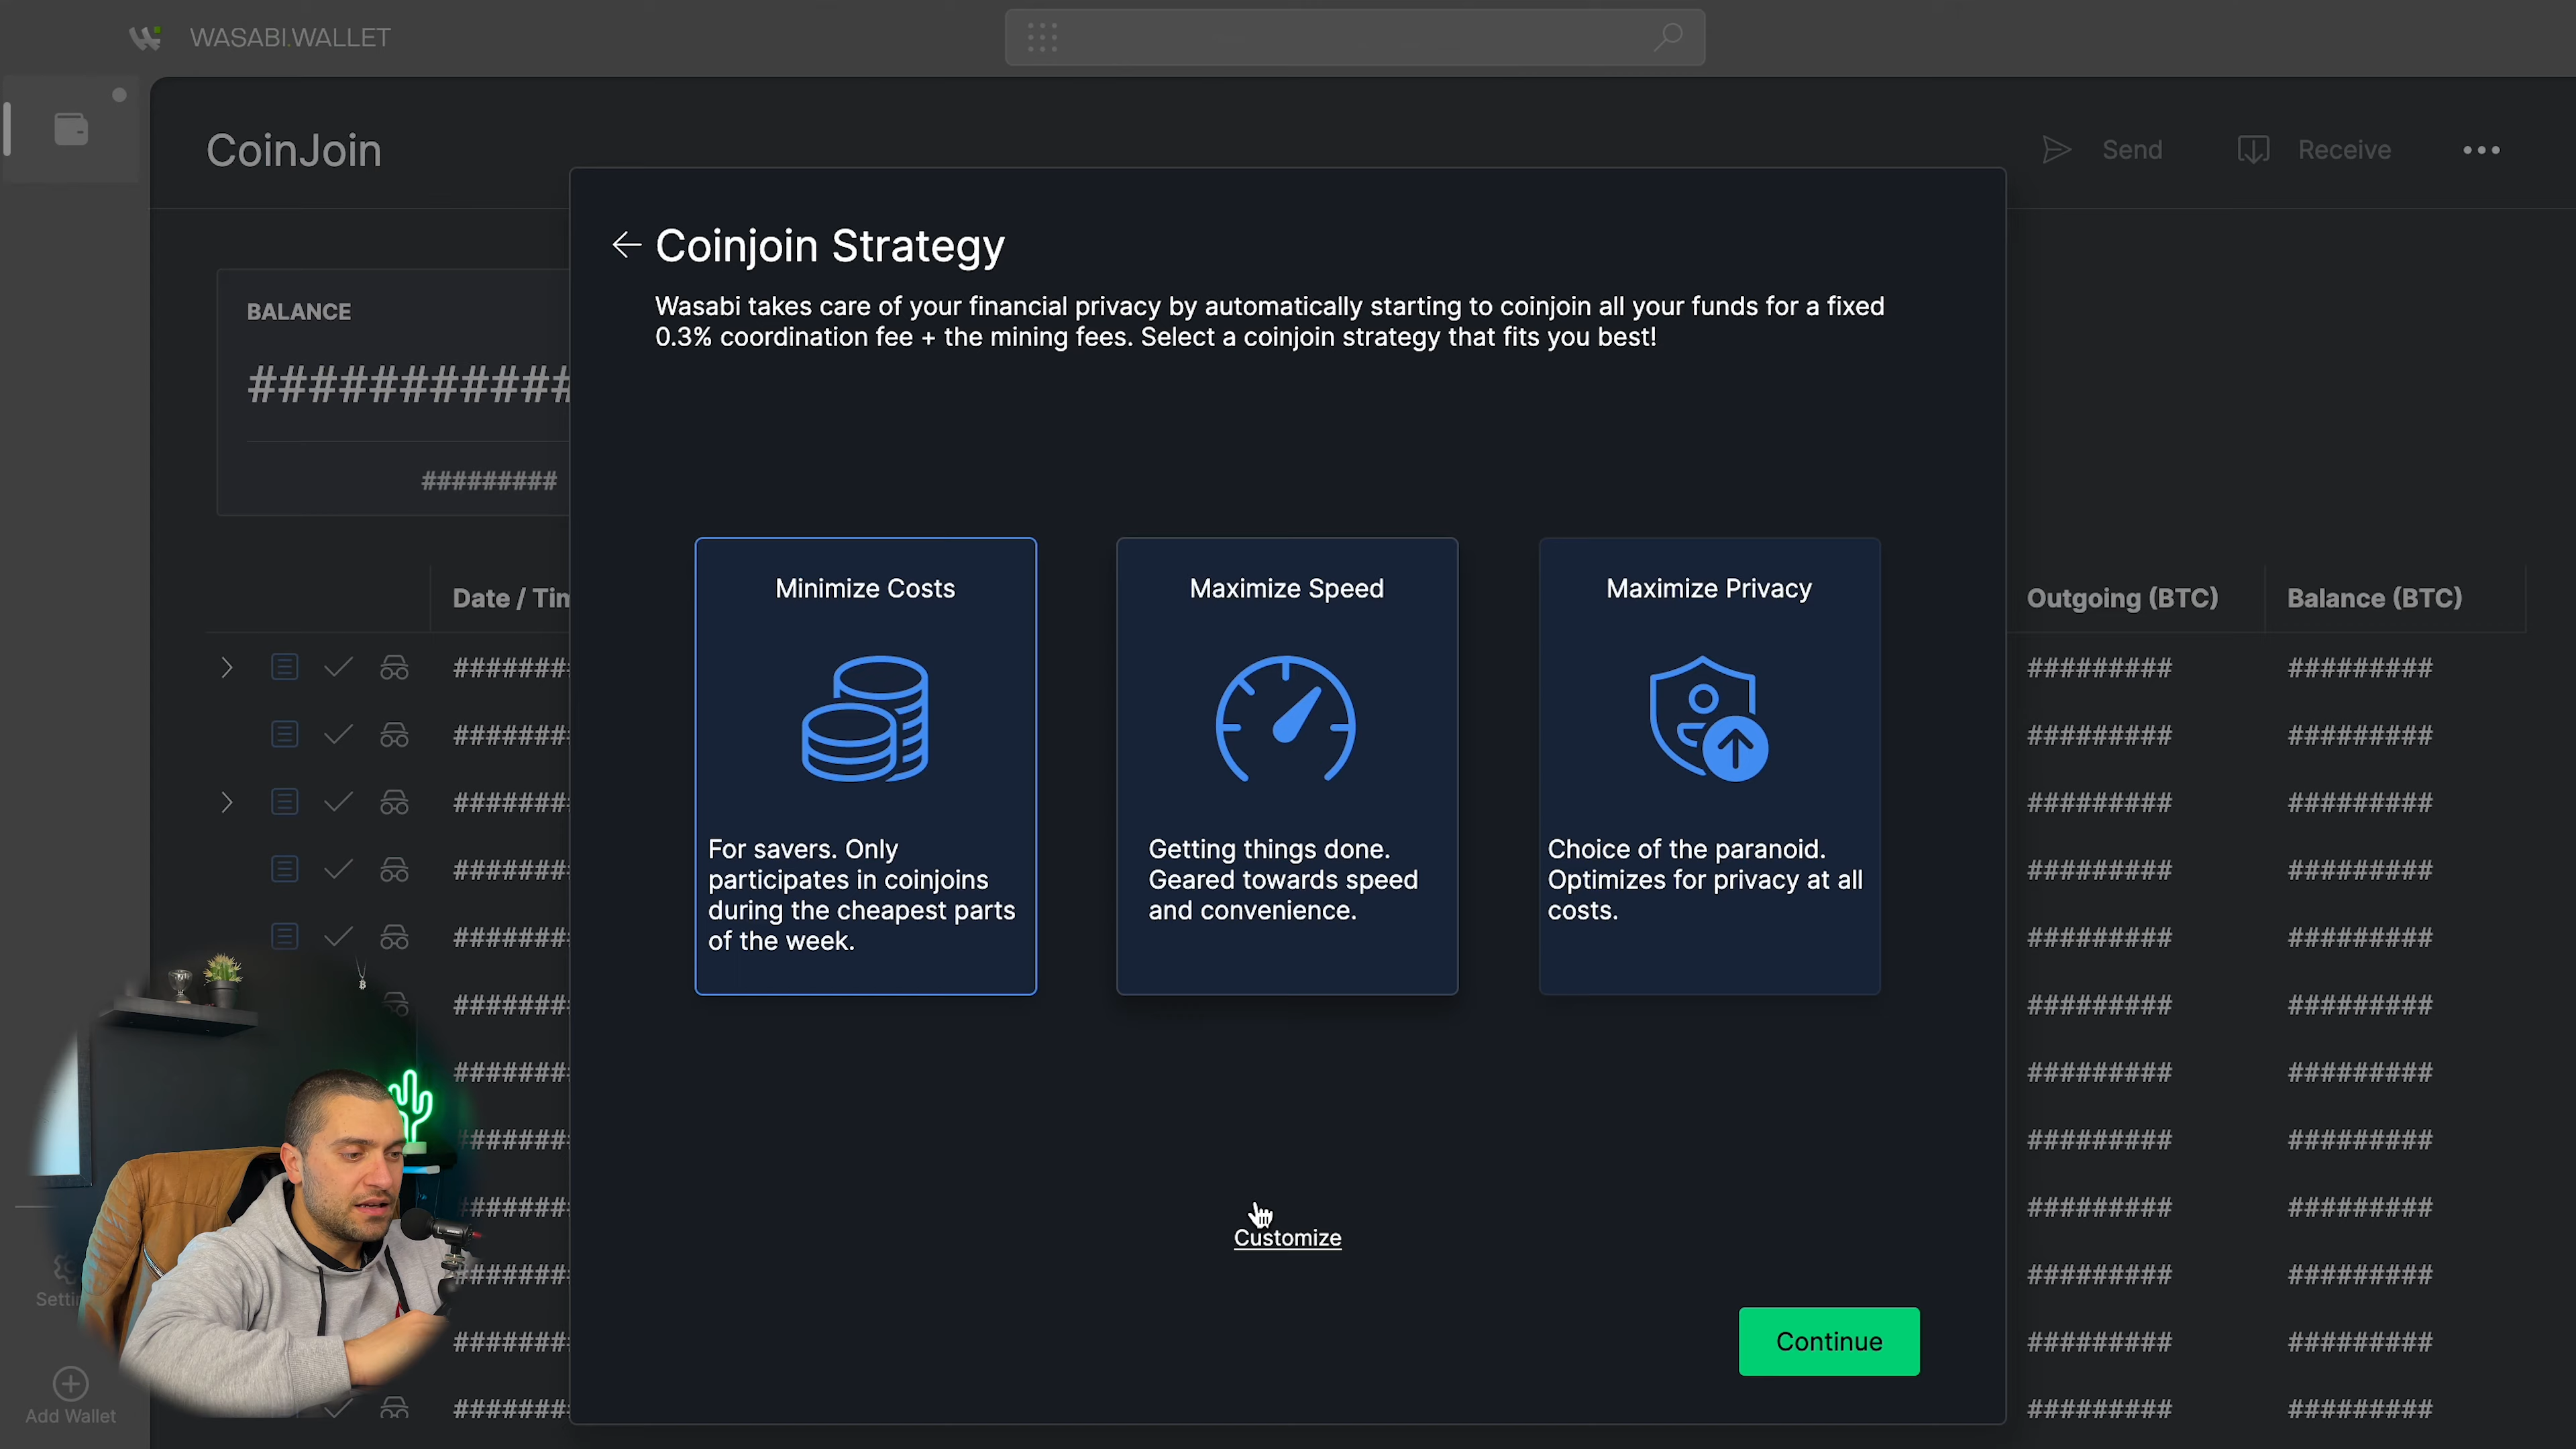 WASABI.WALLET
CoinJoin
Send
Receive
Coinjoin Strategy
Wasabi takes care of your financial privacy by automatically starting to coinjoin all your funds for a fixed
0.3% coordination fee + the mining fees. Select a coinjoin strategy that fits you best!
BALANCE
###########
#########
Minimize Costs
Maximize Speed
Maximize Privacy
For savers. Only
participates in coinjoins
during the cheapest parts
of the week.
Getting things done.
Geared towards speed
and convenience.
Choice of the paranoid.
Optimizes for privacy at all
costs.
Date / Tim
Outgoing (BTC)
Balance (BTC)
######## ######### #########
######## ######### #########
######## ######### #########
######## ######### #########
######## ######### #########
######## ######### #########
######## ######### #########
######## ######### #########
######## ######### #########
######## ######### #########
######## ######### #########
######## ######### #########
Customize
Continue
Settin
Add Wallet